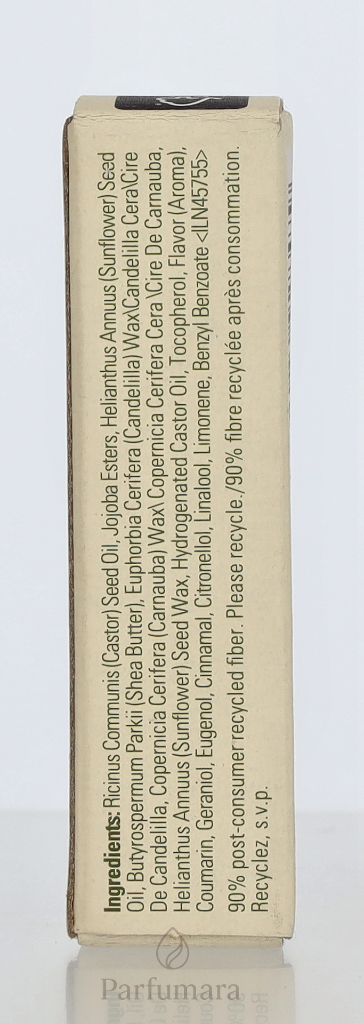 Ingredients: Ricinus Communis (Castor) Seed Oil, Jojoba Esters, Helianthus Annuus (Sunflower) Seed
Oil, Butyrospermum Parkii (Shea Butter), Euphorbia Cerifera (Candelilla) Wax\Candelilla Cera\Cire
De Candelilla, Copernicia Cerifera (Carnauba) Wax\ Copernicia Cerifera Cera \Cire De Carnauba,
Helianthus Annuus (Sunflower) Seed Wax, Hydrogenated Castor Oil, Tocopherol, Flavor (Aroma),
Coumarin, Geraniol, Eugenol, Cinnamal, Citronellol, Linalool, Limonene, Benzyl Benzoate <ILN45755>
90% post-consumer recycled fiber. Please recycle./90% fibre recyclée après consommation.
Recyclez, s.v.p.
Parfumara